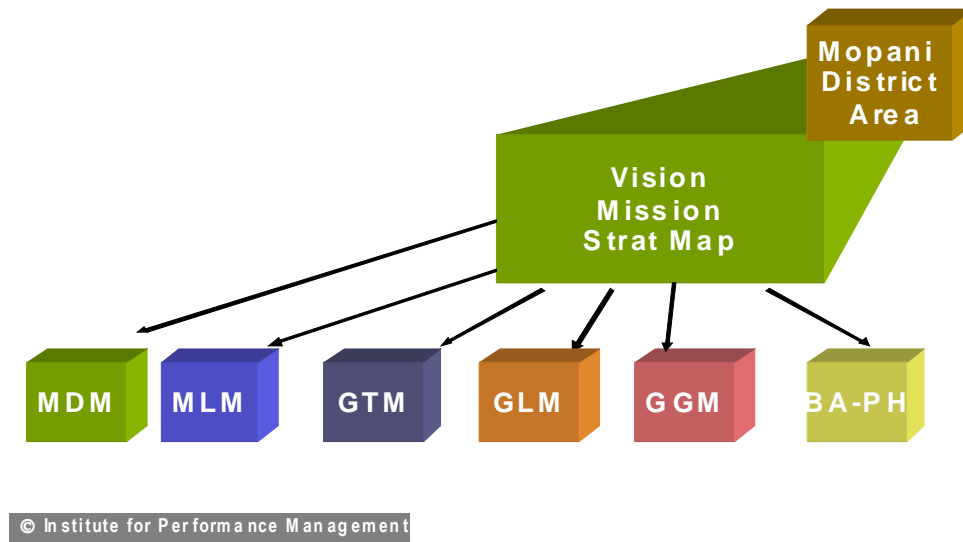 Mopani
District
Area
Vision
Mission
Strat Map
MDM
MLM
GTM
GLM
GGM
BA-PH
© Institute for Performance Management